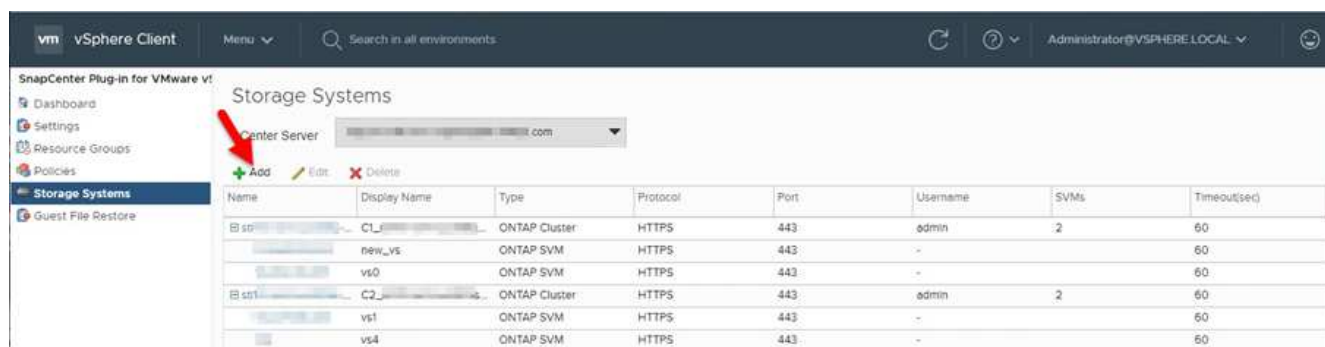 vm vSphere Client Menu Search in all environments Administrator@VSPHERE.LOCAL
SnapCenter Plug-in for VMware vS
Dashboard
Settings
Resource Groups
Policies
Storage Systems
Guest File Restore
Storage Systems
Center Server com
Add Edit Delete
Name Display Name Type Protocol Port Username SVMs Timeout(sec)
C1_ ONTAP Cluster HTTPS 443 admin 2 60
new_vs ONTAP SVM HTTPS 443 - 60
vs0 ONTAP SVM HTTPS 443 - 60
C2_ ONTAP Cluster HTTPS 443 admin 2 60
vs1 ONTAP SVM HTTPS 443 - 60
vs4 ONTAP SVM HTTPS 443 - 60